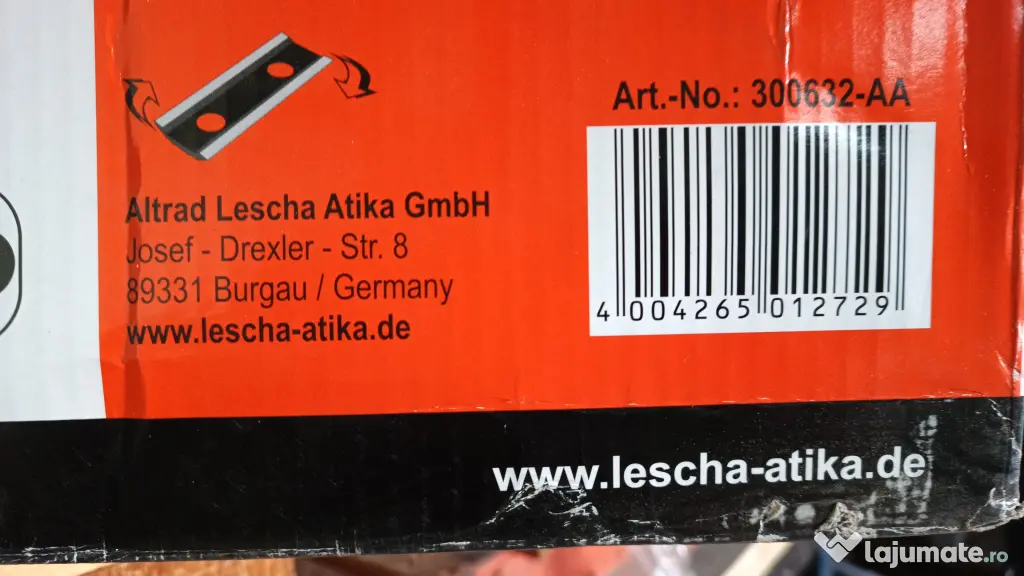 Art.-No.: 300632-AA
Altrad Lescha Atika GmbH
Josef - Drexler - Str. 8
89331 Burgau / Germany
www.lescha-atika.de
4 004265 012729
www.lescha-atika.de
lajumate.ro